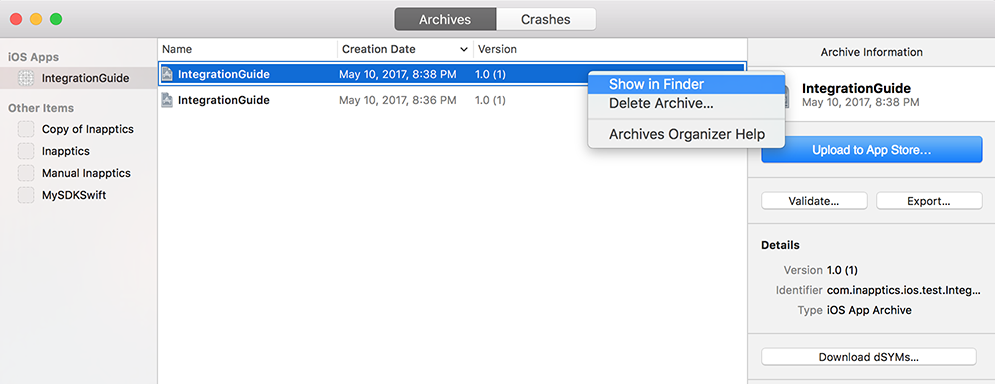 Archives Crashes
iOS Apps
IntegrationGuide
Other Items
Copy of Inapptics
Inapptics
Manual Inapptics
MySDKSwift
Name Creation Date Version
IntegrationGuide May 10, 2017, 8:38 PM 1.0 (1)
IntegrationGuide May 10, 2017, 8:36 PM 1.0 (1)
Show in Finder
Delete Archive...
Archives Organizer Help
Archive Information
IntegrationGuide
May 10, 2017, 8:38 PM
Upload to App Store...
Validate... Export...
Details
Version 1.0 (1)
Identifier com.inapptics.ios.test.Integ...
Type iOS App Archive
Download dSYMs...